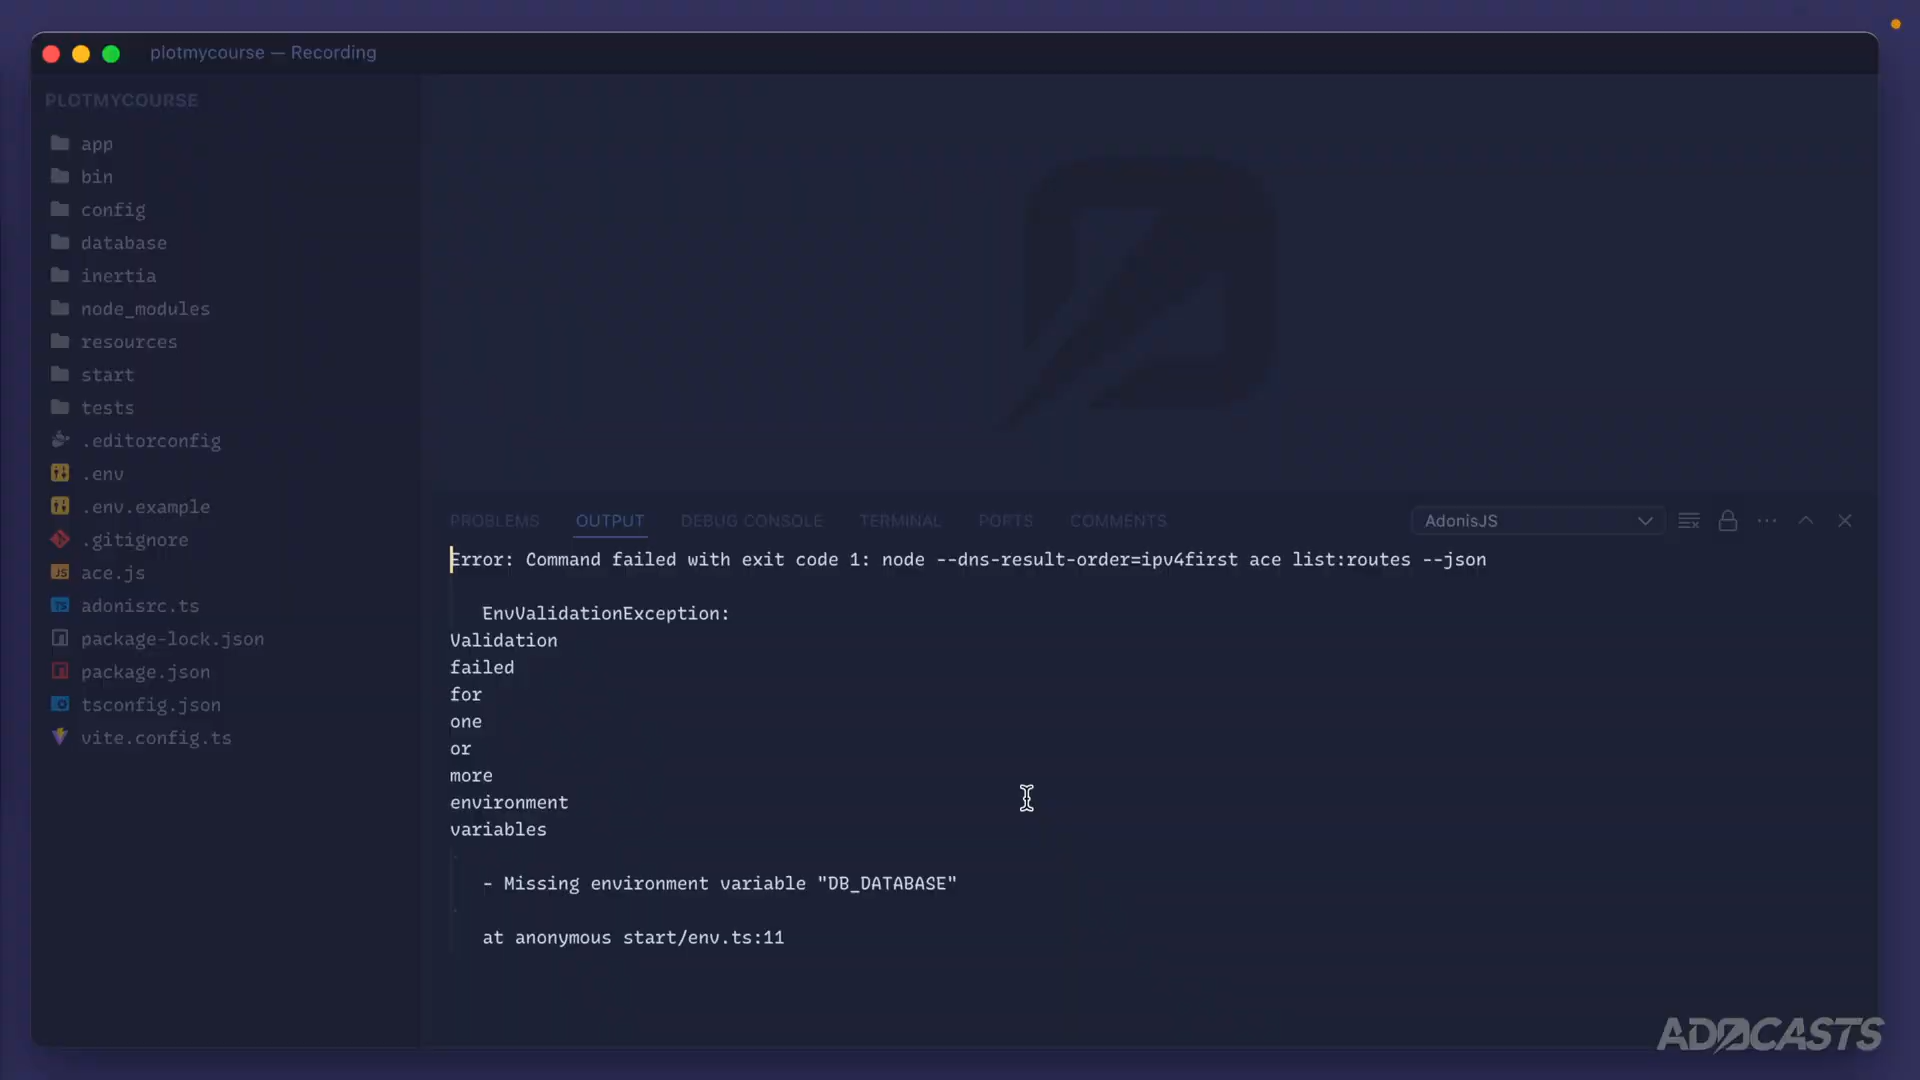 plotmycourse — Recording
PLOTMYCOURSE
app
bin
config
database
inertia
node_modules
resources
start
tests
.editorconfig
.env
.env.example
.gitignore
ace.js
adonisrc.ts
package-lock.json
package.json
tsconfig.json
vite.config.ts
PROBLEMS OUTPUT DEBUG CONSOLE TERMINAL PORTS COMMENTS AdonisJS
Error: Command failed with exit code 1: node --dns-result-order=ipv4first ace list:routes --json
EnvValidationException:
Validation
failed
for
one
or
more
environment
variables
- Missing environment variable "DB_DATABASE"
at anonymous start/env.ts:11
ADOCASTS